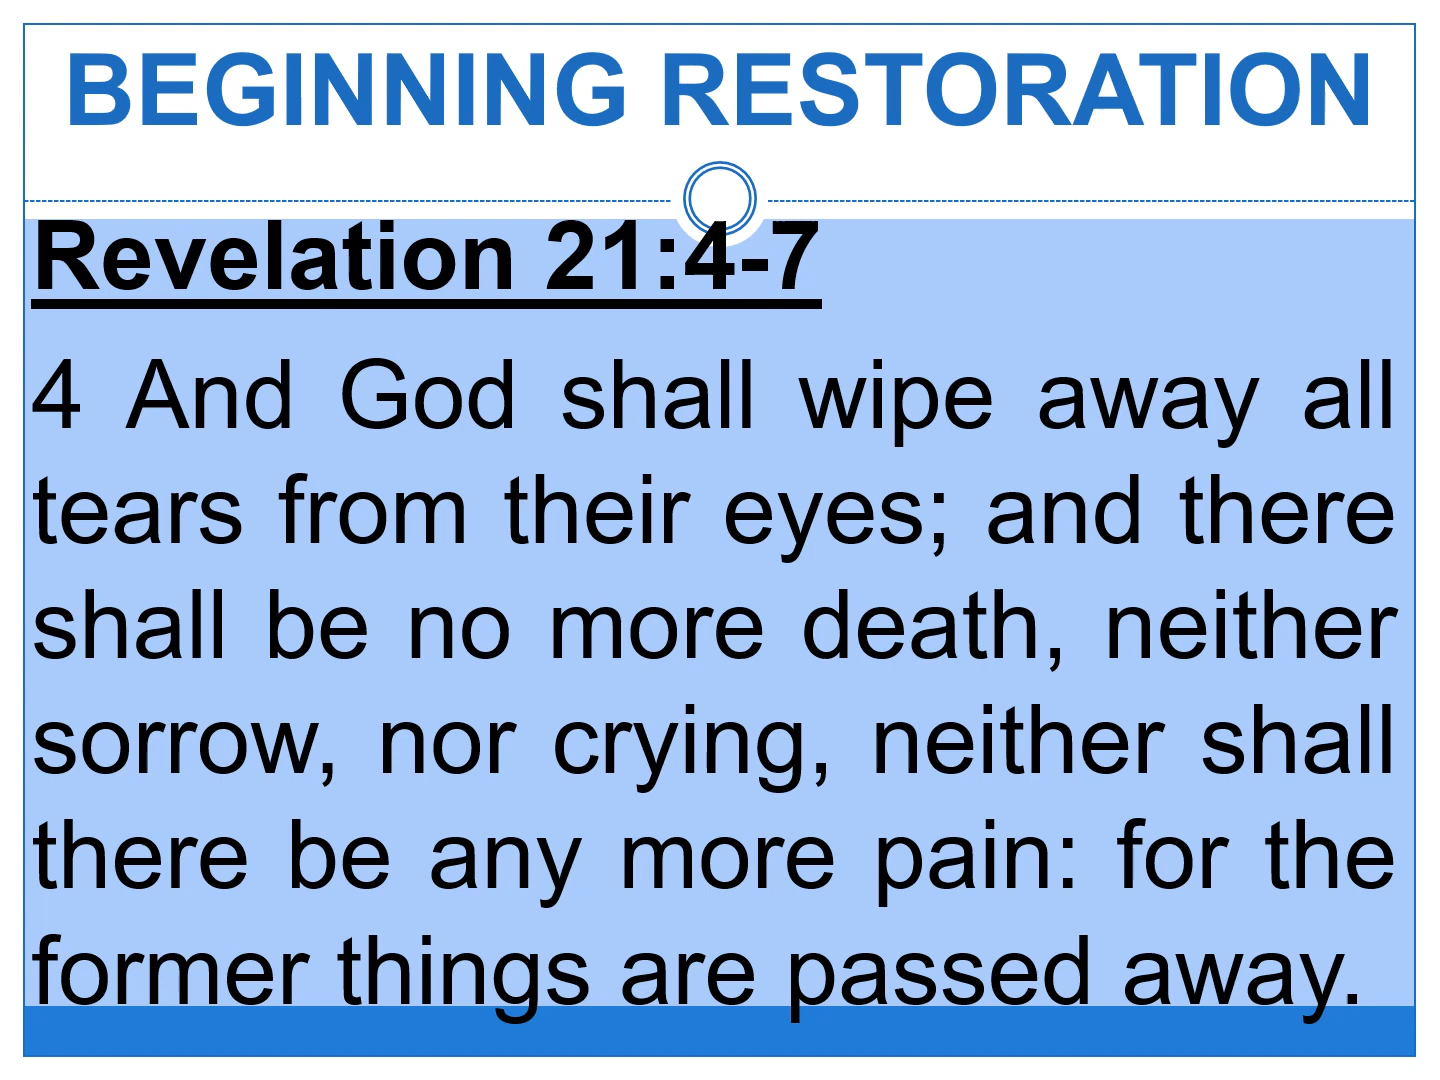 BEGINNING RESTORATION
Revelation 21:4-7
4 And God shall wipe away all
tears from their eyes; and there
shall be no more death, neither
sorrow, nor crying, neither shall
there be any more pain: for the
former things are passed away.